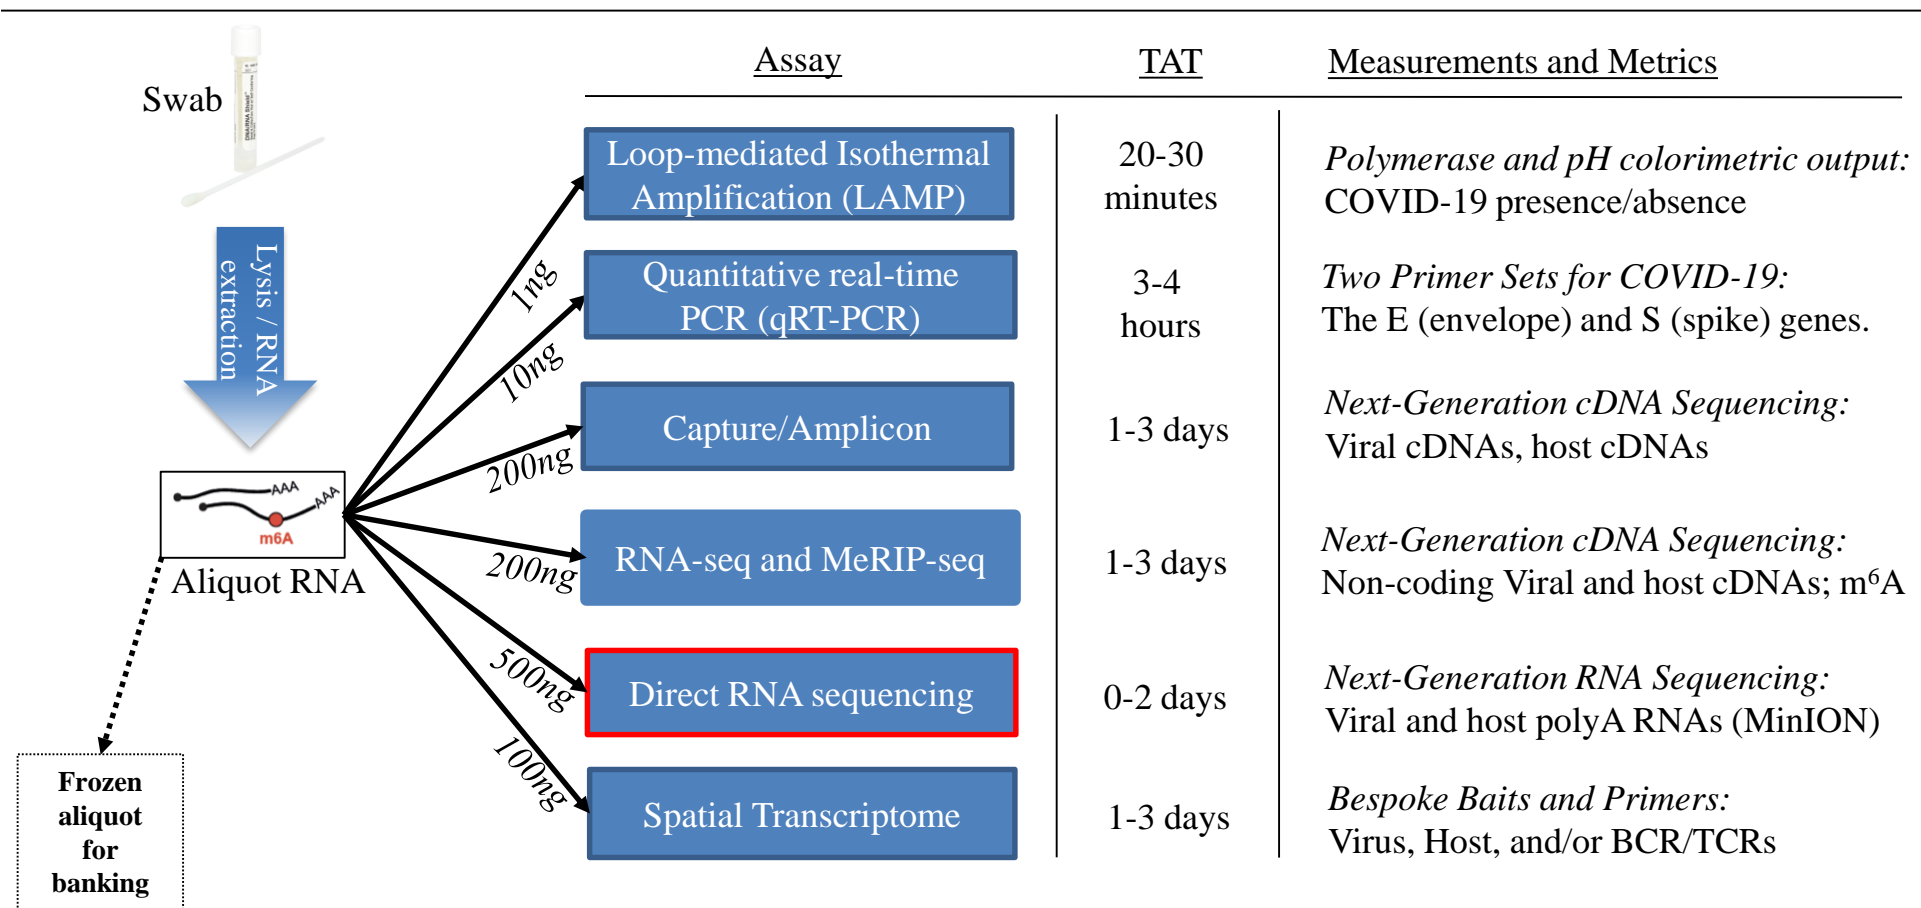 Assay
TAT
Measurements and Metrics
Swab
DNA/RNA Shield
Lysis / RNA
extraction
AAA
AAA
m6A
Aliquot RNA
Frozen
aliquot
for
banking
1ng
Loop-mediated Isothermal
Amplification (LAMP)
20-30
minutes
Polymerase and pH colorimetric output:
COVID-19 presence/absence
10ng
Quantitative real-time
PCR (qRT-PCR)
3-4
hours
Two Primer Sets for COVID-19:
The E (envelope) and S (spike) genes.
200ng
Capture/Amplicon
1-3 days
Next-Generation cDNA Sequencing:
Viral cDNAs, host cDNAs
200ng
RNA-seq and MeRIP-seq
1-3 days
Next-Generation cDNA Sequencing:
Non-coding Viral and host cDNAs; m⁶A
500ng
Direct RNA sequencing
0-2 days
Next-Generation RNA Sequencing:
Viral and host polyA RNAs (MinION)
100ng
Spatial Transcriptome
1-3 days
Bespoke Baits and Primers:
Virus, Host, and/or BCR/TCRs